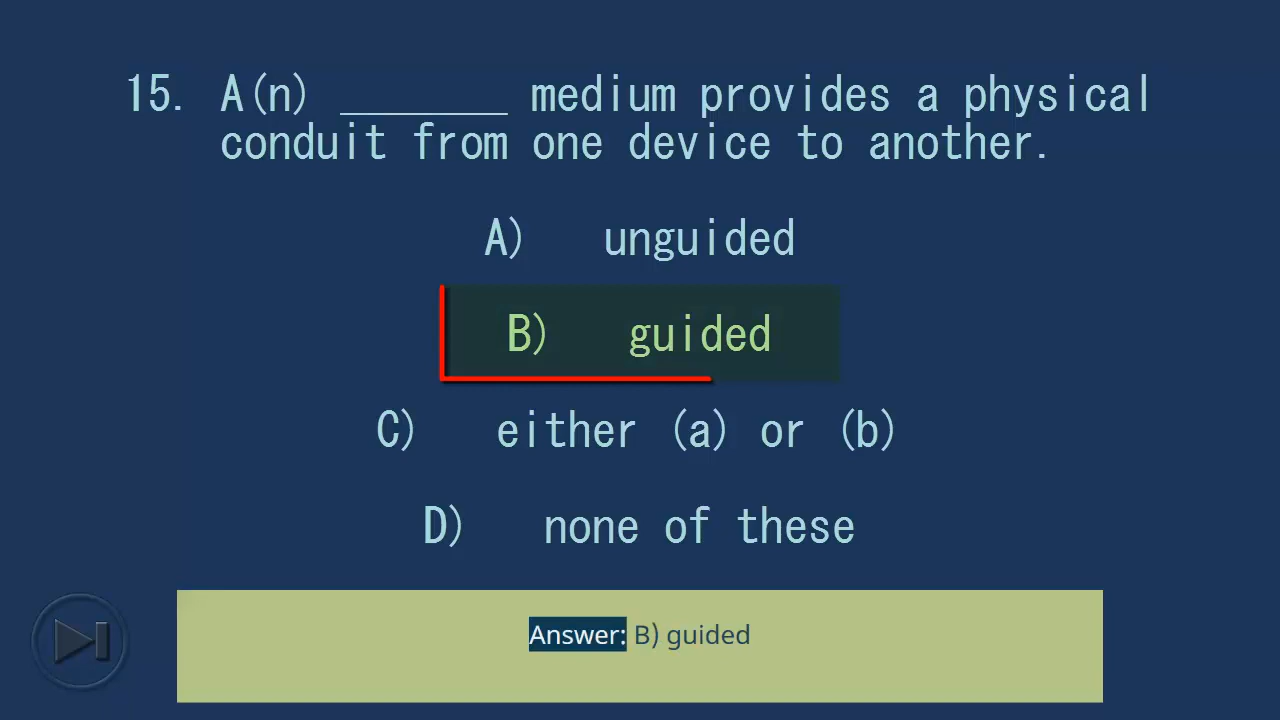 15. A(n) _______ medium provides a physical
conduit from one device to another.
A) unguided
B) guided
C) either (a) or (b)
D) none of these
Answer: B) guided